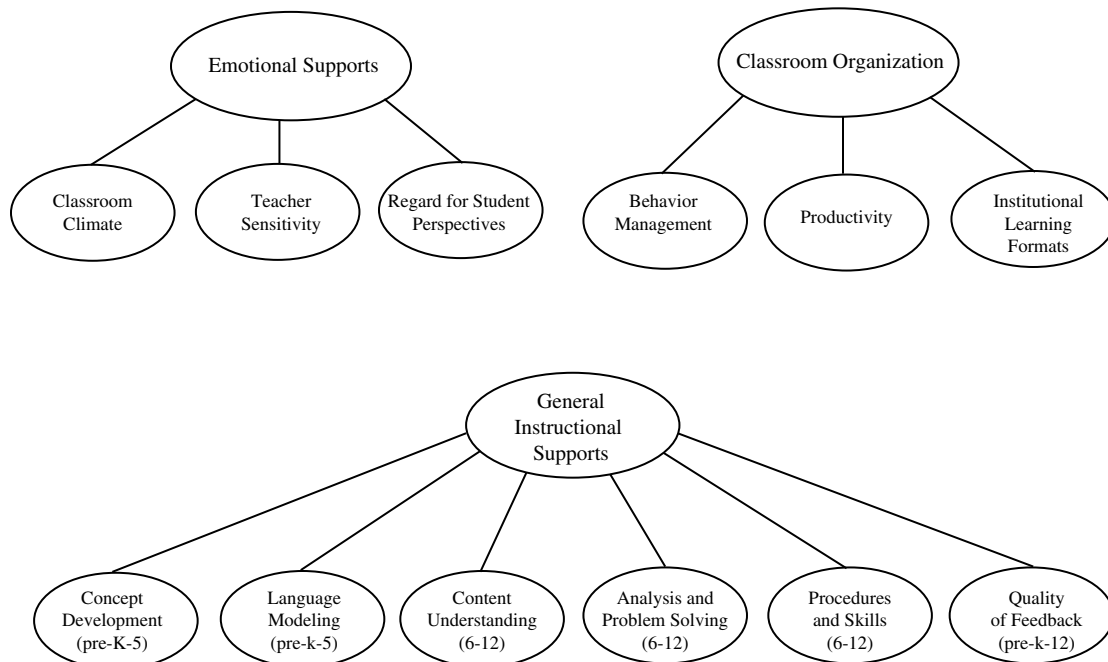 Emotional Supports
Classroom Organization
Classroom
Climate
Teacher
Sensitivity
Regard for Student
Perspectives
Behavior
Management
Productivity
Institutional
Learning
Formats
General
Instructional
Supports
Concept
Development
(pre-K-5)
Language
Modeling
(pre-k-5)
Content
Understanding
(6-12)
Analysis and
Problem Solving
(6-12)
Procedures
and Skills
(6-12)
Quality
of Feedback
(pre-k-12)